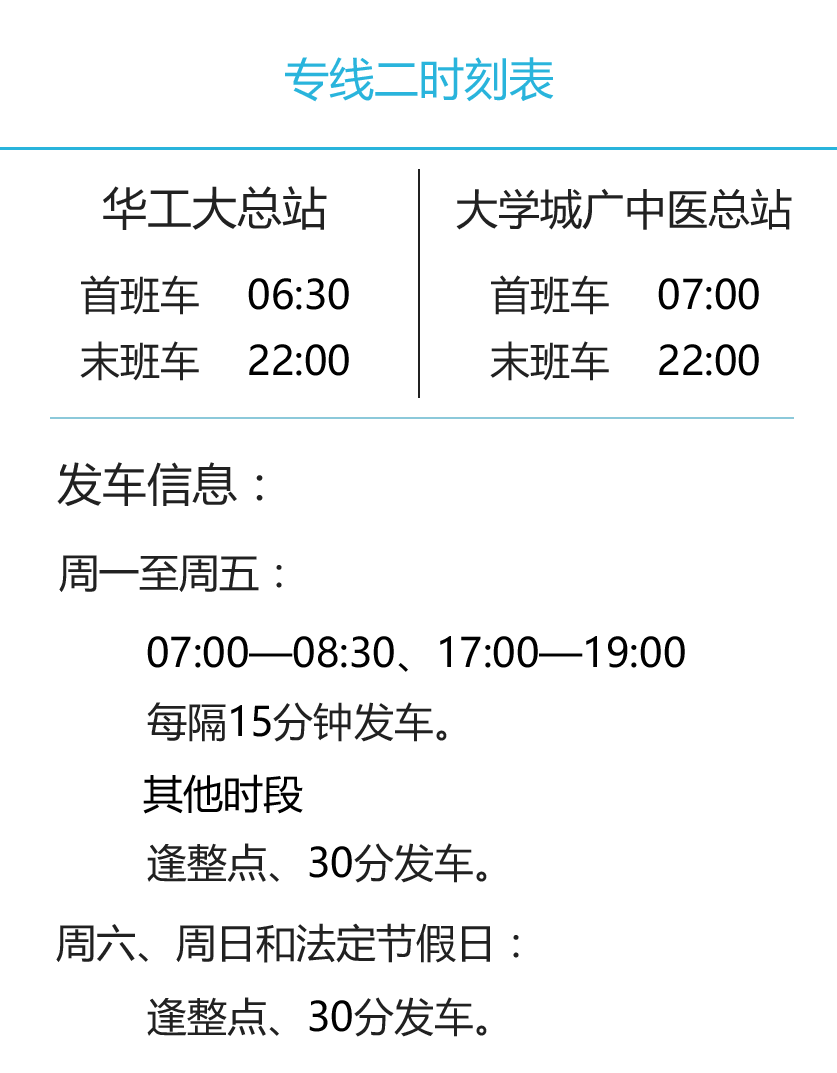 专线二时刻表
华工大总站
首班车 06:30
末班车 22:00
大学城广中医总站
首班车 07:00
末班车 22:00
发车信息：
周一至周五：
07:00—08:30、17:00—19:00
每隔15分钟发车。
其他时段
逢整点、30分发车。
周六、周日和法定节假日：
逢整点、30分发车。